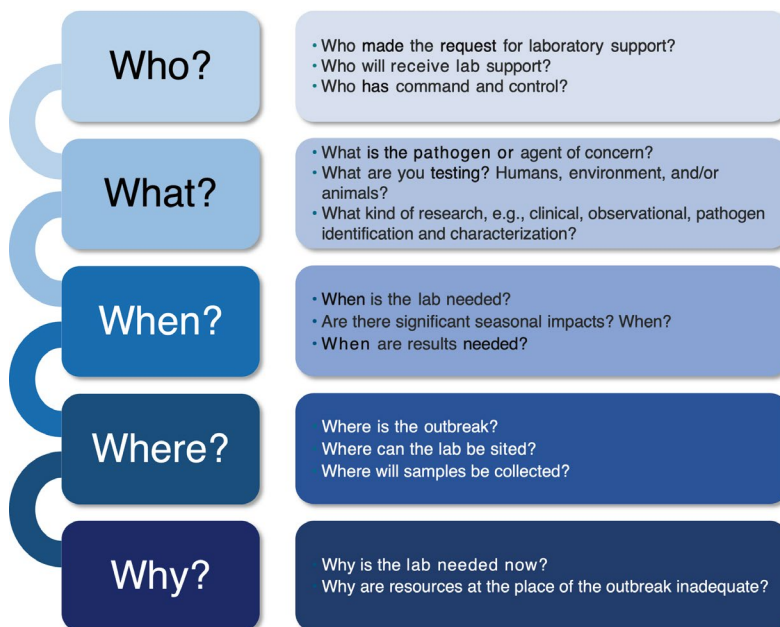 Who?
• Who made the request for laboratory support?
• Who will receive lab support?
• Who has command and control?
What?
• What is the pathogen or agent of concern?
• What are you testing? Humans, environment, and/or
animals?
• What kind of research, e.g., clinical, observational, pathogen
identification and characterization?
When?
• When is the lab needed?
• Are there significant seasonal impacts? When?
• When are results needed?
Where?
Where is the outbreak?
Where can the lab be sited?
Where will samples be collected?
Why?
• Why is the lab needed now?
• Why are resources at the place of the outbreak inadequate?